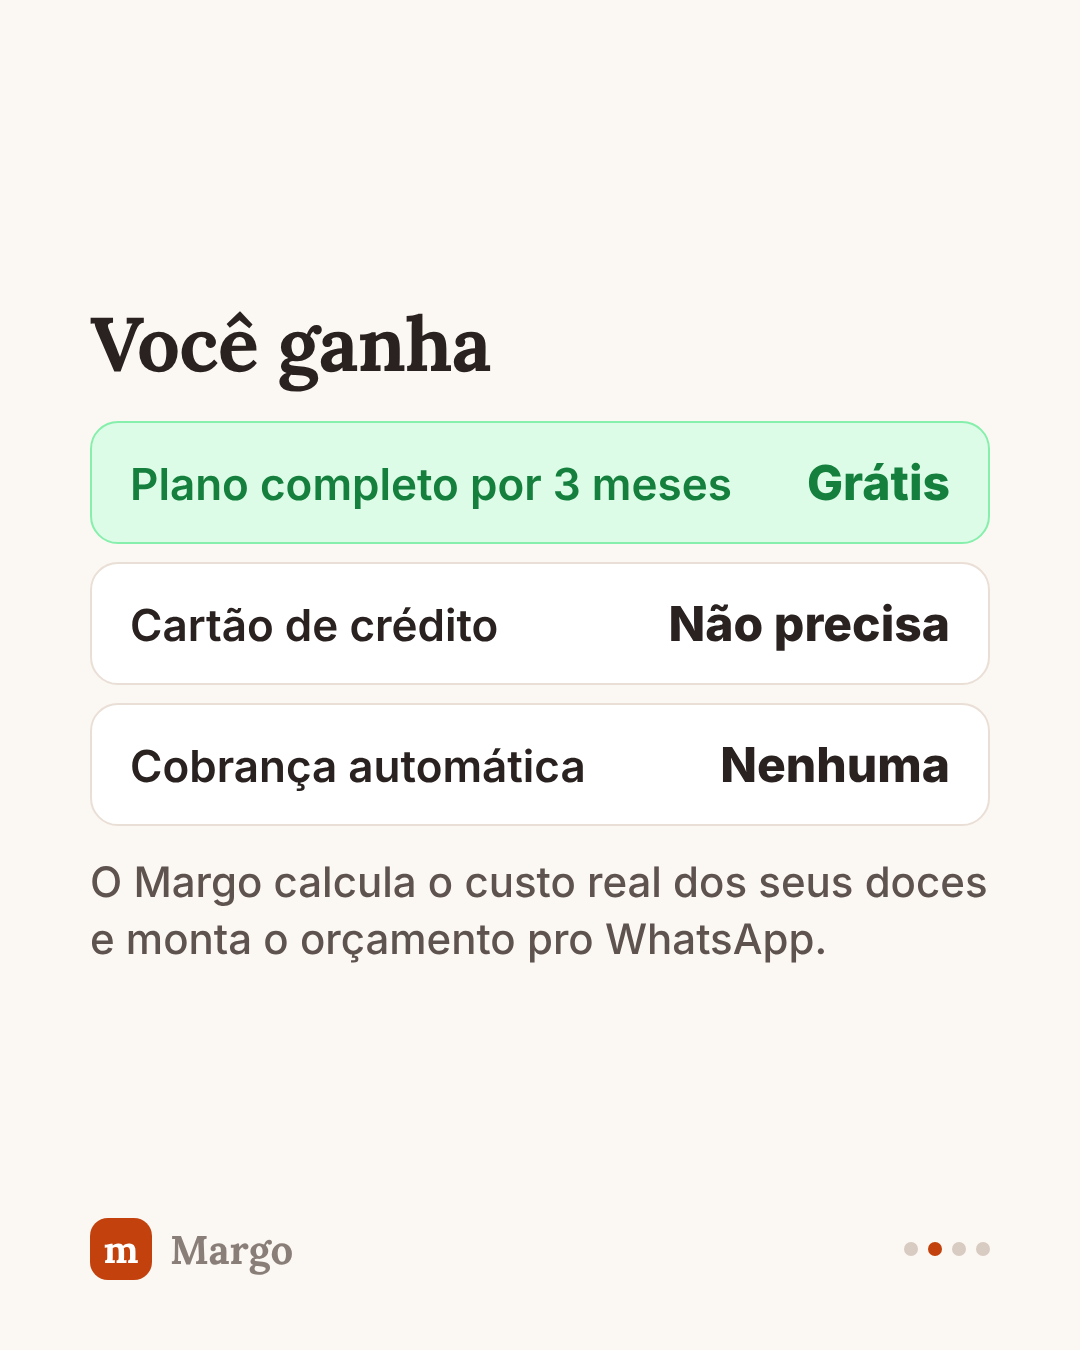 Você ganha
Plano completo por 3 meses Grátis
Cartão de crédito Não precisa
Cobrança automática Nenhuma
O Margo calcula o custo real dos seus doces
e monta o orçamento pro WhatsApp.
m Margo